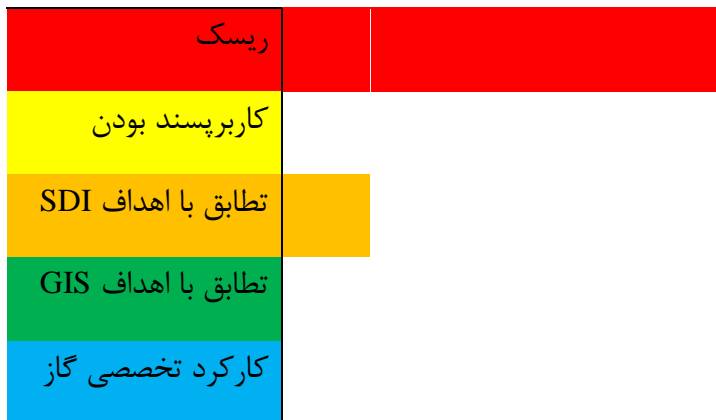 ریسک
کاربرپسند بودن
تطابق با اهداف SDI
تطابق با اهداف GIS
کارکرد تخصصی گاز